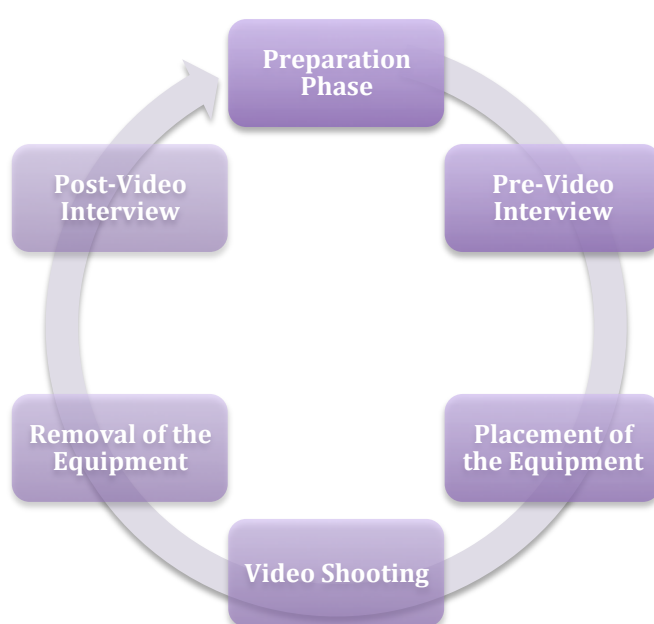 Preparation
Phase
Pre-Video
Interview
Placement of
the Equipment
Video Shooting
Removal of the
Equipment
Post-Video
Interview